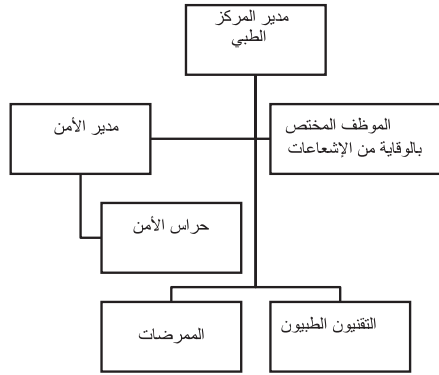 مدير المركز
الطبي
الموظف المختص
بالوقاية من الإشعاعات
مدير الأمن
حراس الأمن
التقنيون الطبيون
الممرضات